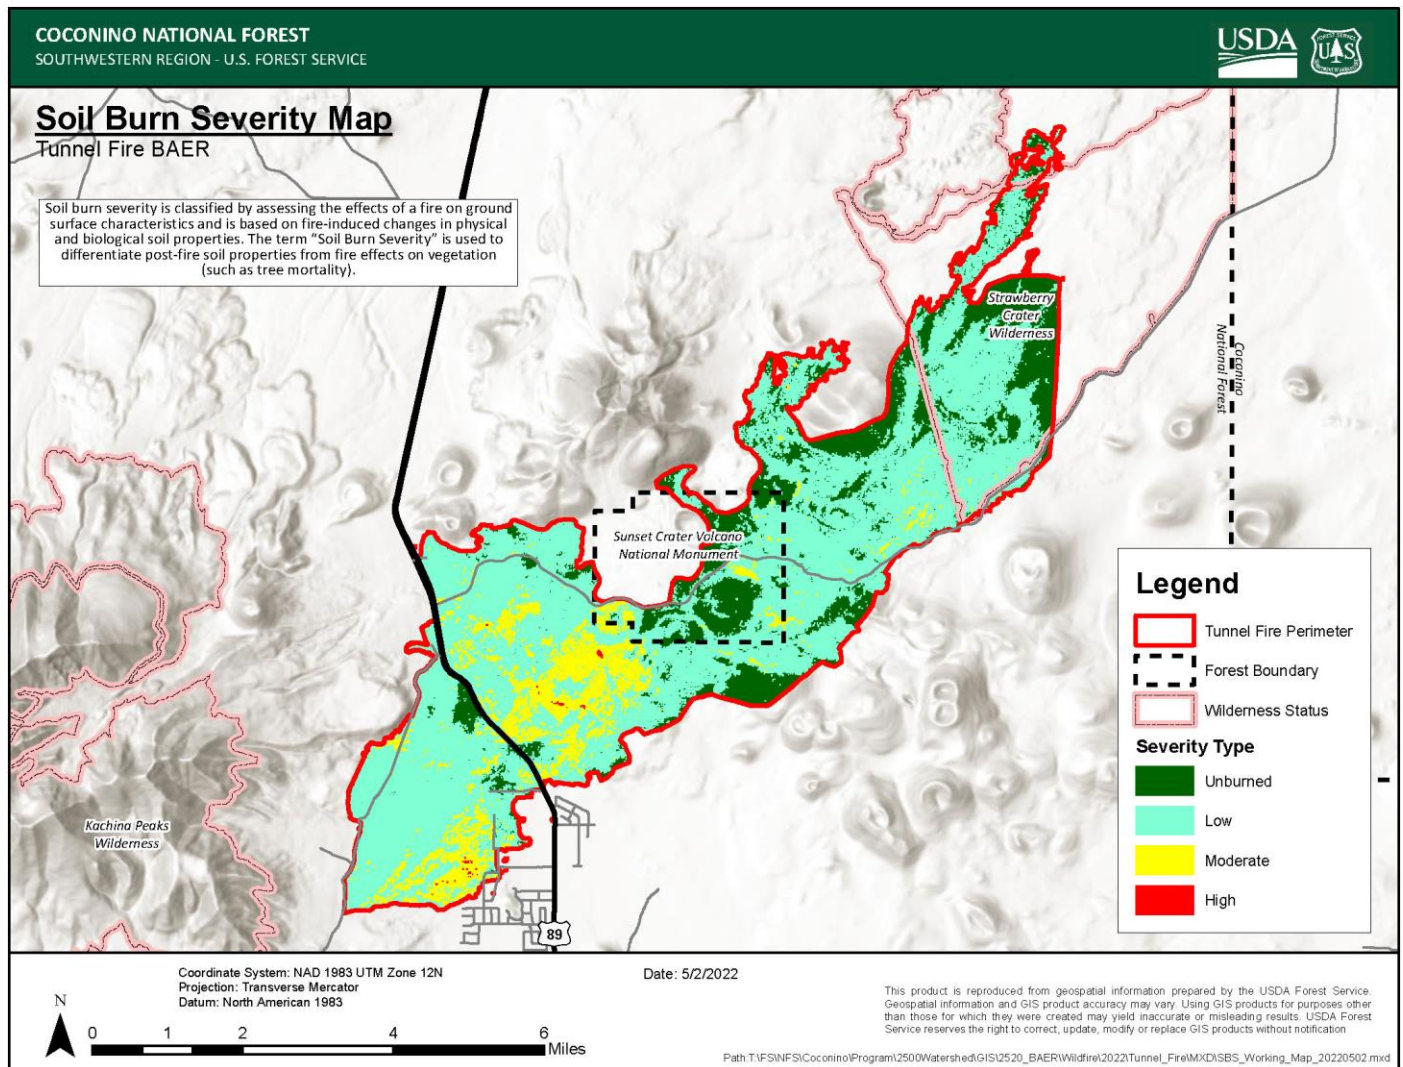 COCONINO NATIONAL FOREST
SOUTHWESTERN REGION - U.S. FOREST SERVICE
USDA
FOREST SERVICE
U S
DEPARTMENT OF AGRICULTURE
Soil Burn Severity Map
Tunnel Fire BAER
Soil burn severity is classified by assessing the effects of a fire on ground
surface characteristics and is based on fire-induced changes in physical
and biological soil properties. The term “Soil Burn Severity” is used to
differentiate post-fire soil properties from fire effects on vegetation
(such as tree mortality).
Strawberry
Crater
Wilderness
Coconino
National Forest
Sunset Crater Volcano
National Monument
Kachina Peaks
Wilderness
89
Legend
Tunnel Fire Perimeter
Forest Boundary
Wilderness Status
Severity Type
Unburned
Low
Moderate
High
Coordinate System: NAD 1983 UTM Zone 12N
Projection: Transverse Mercator
Datum: North American 1983
Date: 5/2/2022
N
0 1 2 4 6
Miles
This product is reproduced from geospatial information prepared by the USDA Forest Service.
Geospatial information and GIS product accuracy may vary. Using GIS products for purposes other
than those for which they were created may yield inaccurate or misleading results. USDA Forest
Service reserves the right to correct, update, modify or replace GIS products without notification
Path:T:\FS\NFS\Coconino\Program\2500Watershed\GIS\2520_BAER\Wildfire\2022\Tunnel_Fire\MXD\SBS_Working_Map_20220502.mxd